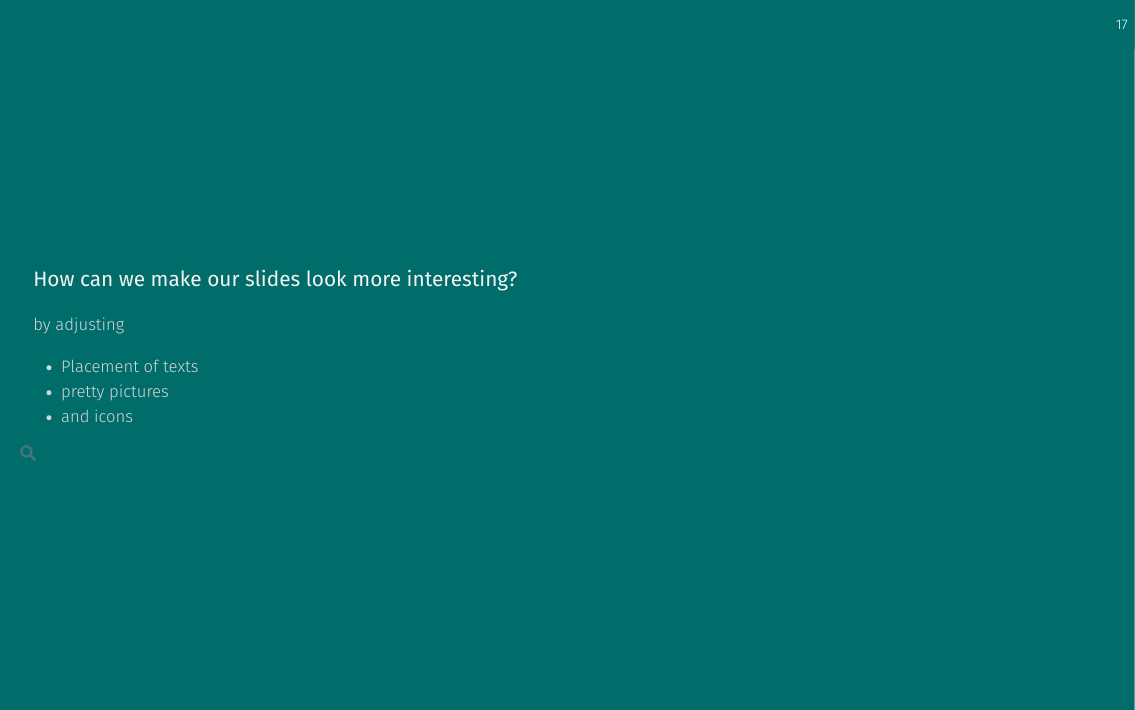 17
How can we make our slides look more interesting?
by adjusting
• Placement of texts
• pretty pictures
• and icons